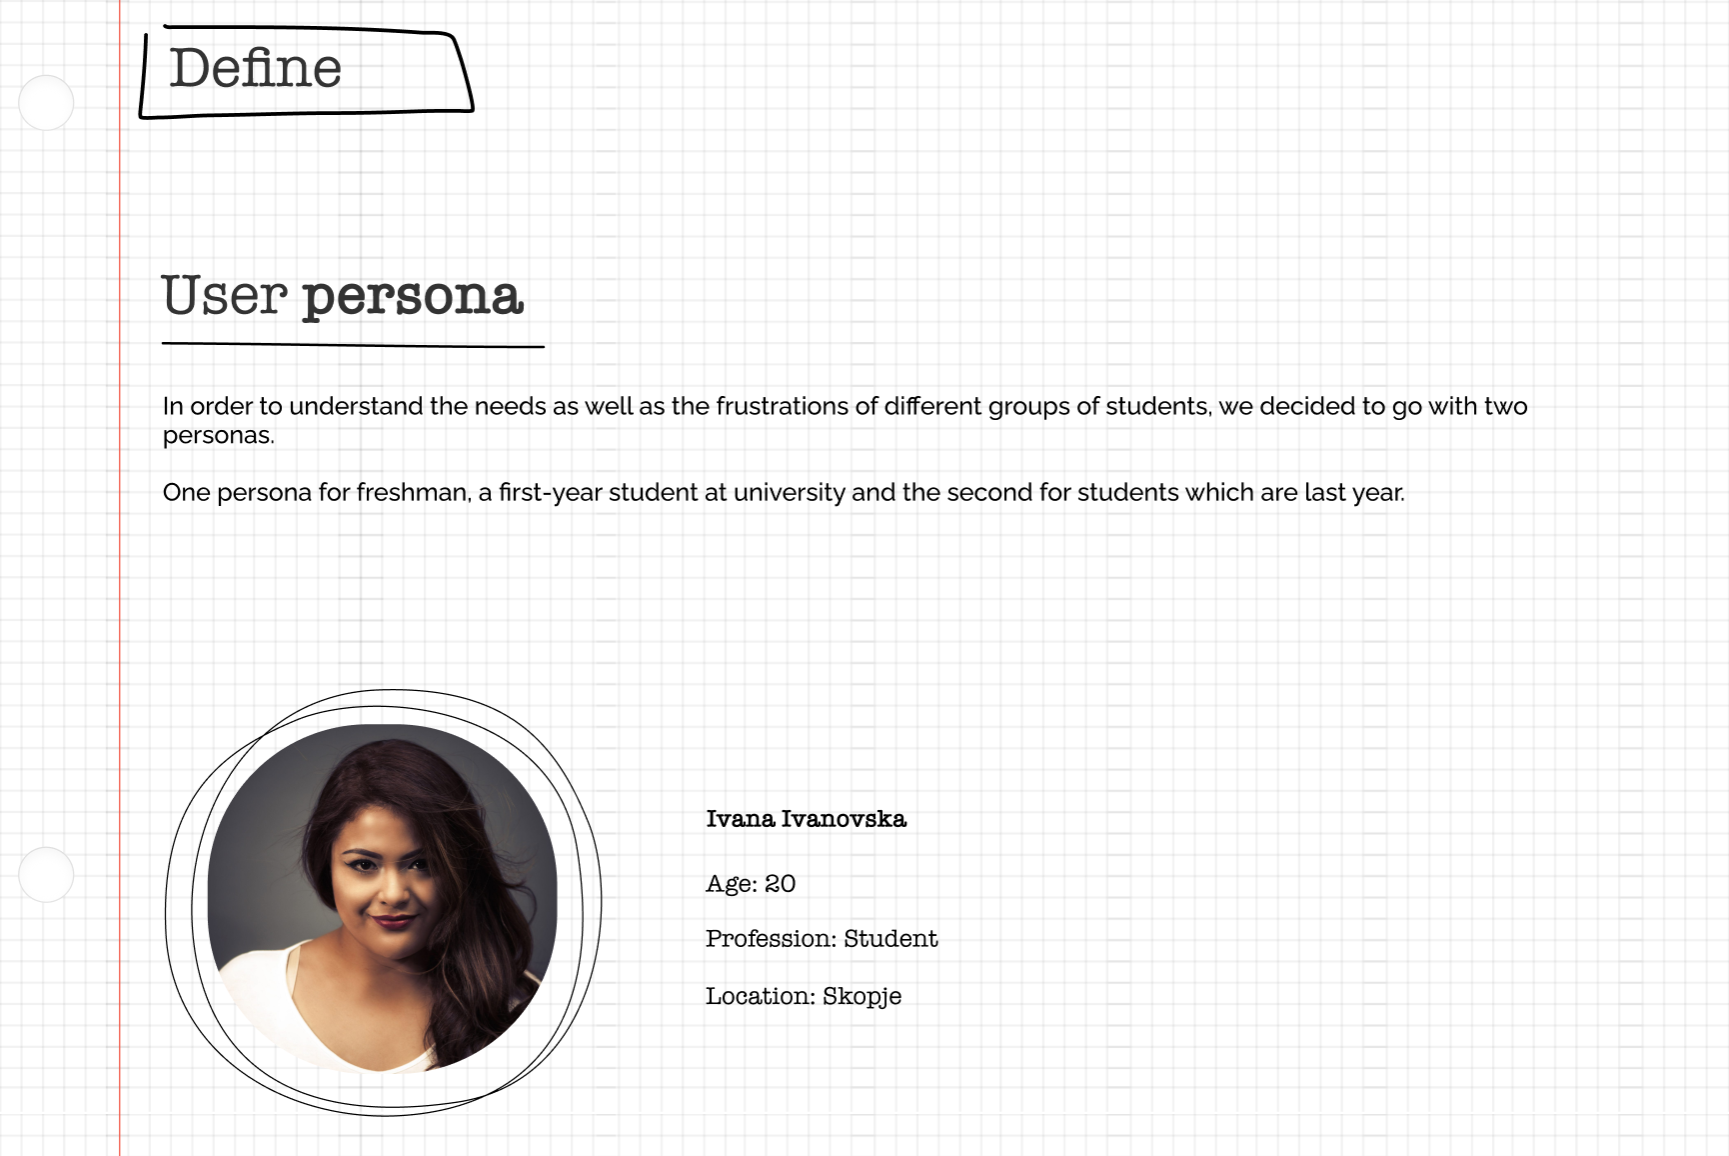 Define
User persona
In order to understand the needs as well as the frustrations of different groups of students, we decided to go with two
personas.
One persona for freshman, a first-year student at university and the second for students which are last year.
Ivana Ivanovska
Age: 20
Profession: Student
Location: Skopje